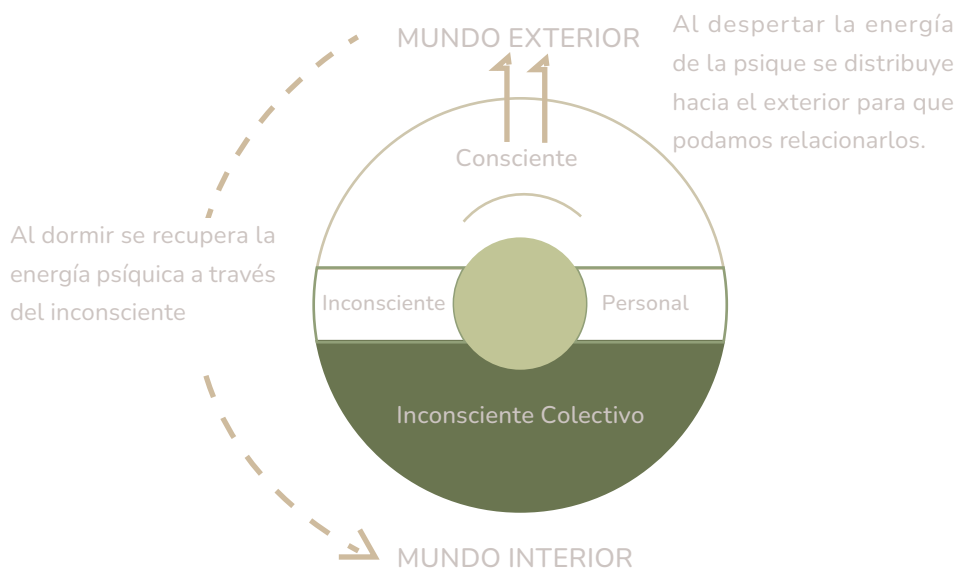 MUNDO EXTERIOR
Al despertar la energía
de la psique se distribuye
hacia el exterior para que
podamos relacionarlos.
Consciente
Al dormir se recupera la
energía psíquica a través
del inconsciente
Inconsciente
Personal
Inconsciente Colectivo
MUNDO INTERIOR